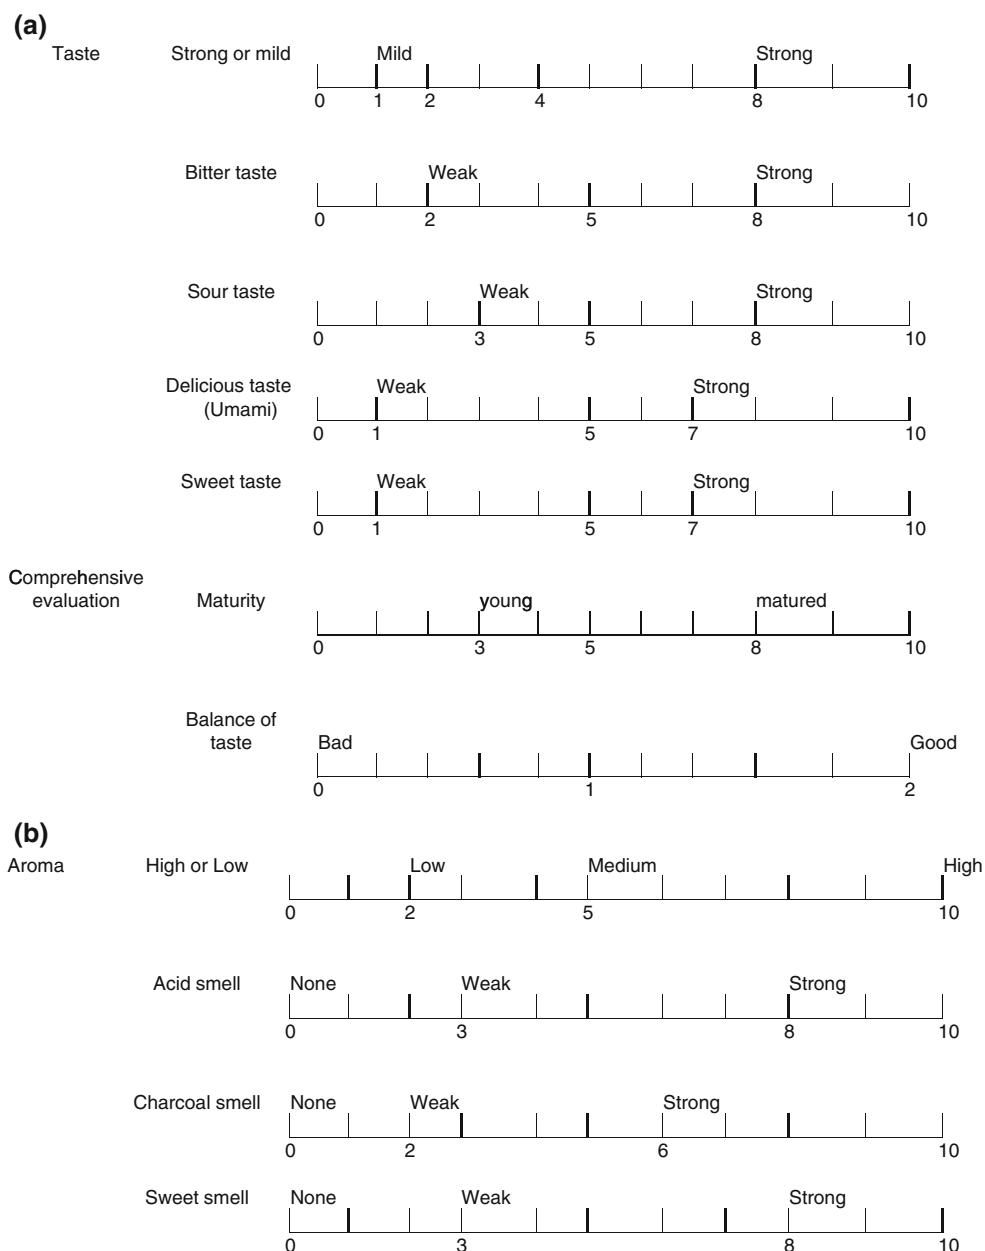 (a)
Taste Strong or mild Mild Strong
0 1 2 4 8 10
Bitter taste Weak Strong
0 2 5 8 10
Sour taste Weak Strong
0 3 5 8 10
Delicious taste Weak Strong
(Umami)
0 1 5 7 10
Sweet taste Weak Strong
0 1 5 7 10
Comprehensive
evaluation Maturity young matured
0 3 5 8 10
Balance of
taste Bad Good
0 1 2
(b)
Aroma High or Low Low Medium High
0 2 5 10
Acid smell None Weak Strong
0 3 8 10
Charcoal smell None Weak Strong
0 2 6 10
Sweet smell None Weak Strong
0 3 8 10